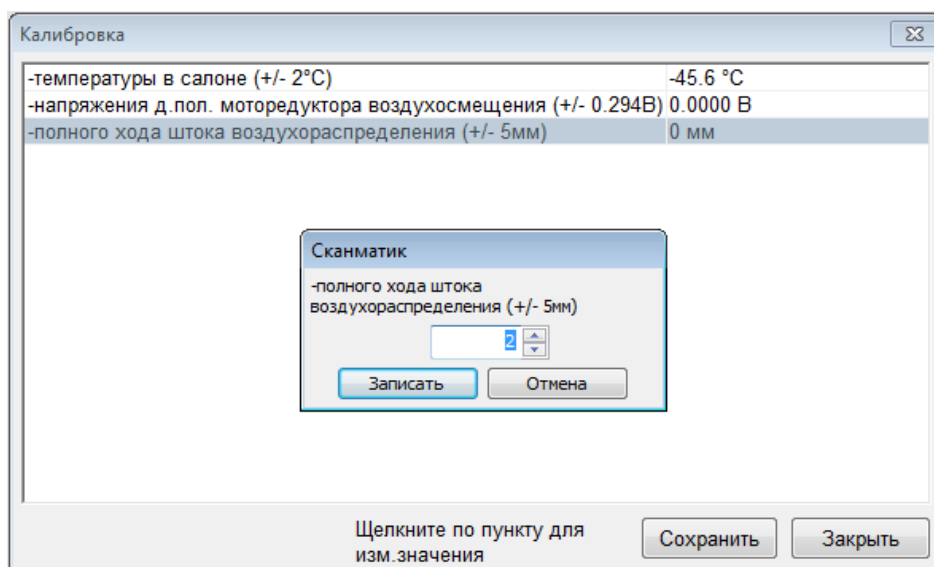 Калибровка
-температуры в салоне (+/- 2°C) -45.6 °C
-напряжения д.пол. моторедуктора воздухосмещения (+/- 0.294В) 0.0000 В
-полного хода штока воздухораспределения (+/- 5мм) 0 мм
Сканматик
-полного хода штока
воздухораспределения (+/- 5мм)
2
Записать Отмена
Щелкните по пункту для
изм.значения
Сохранить Закрыть